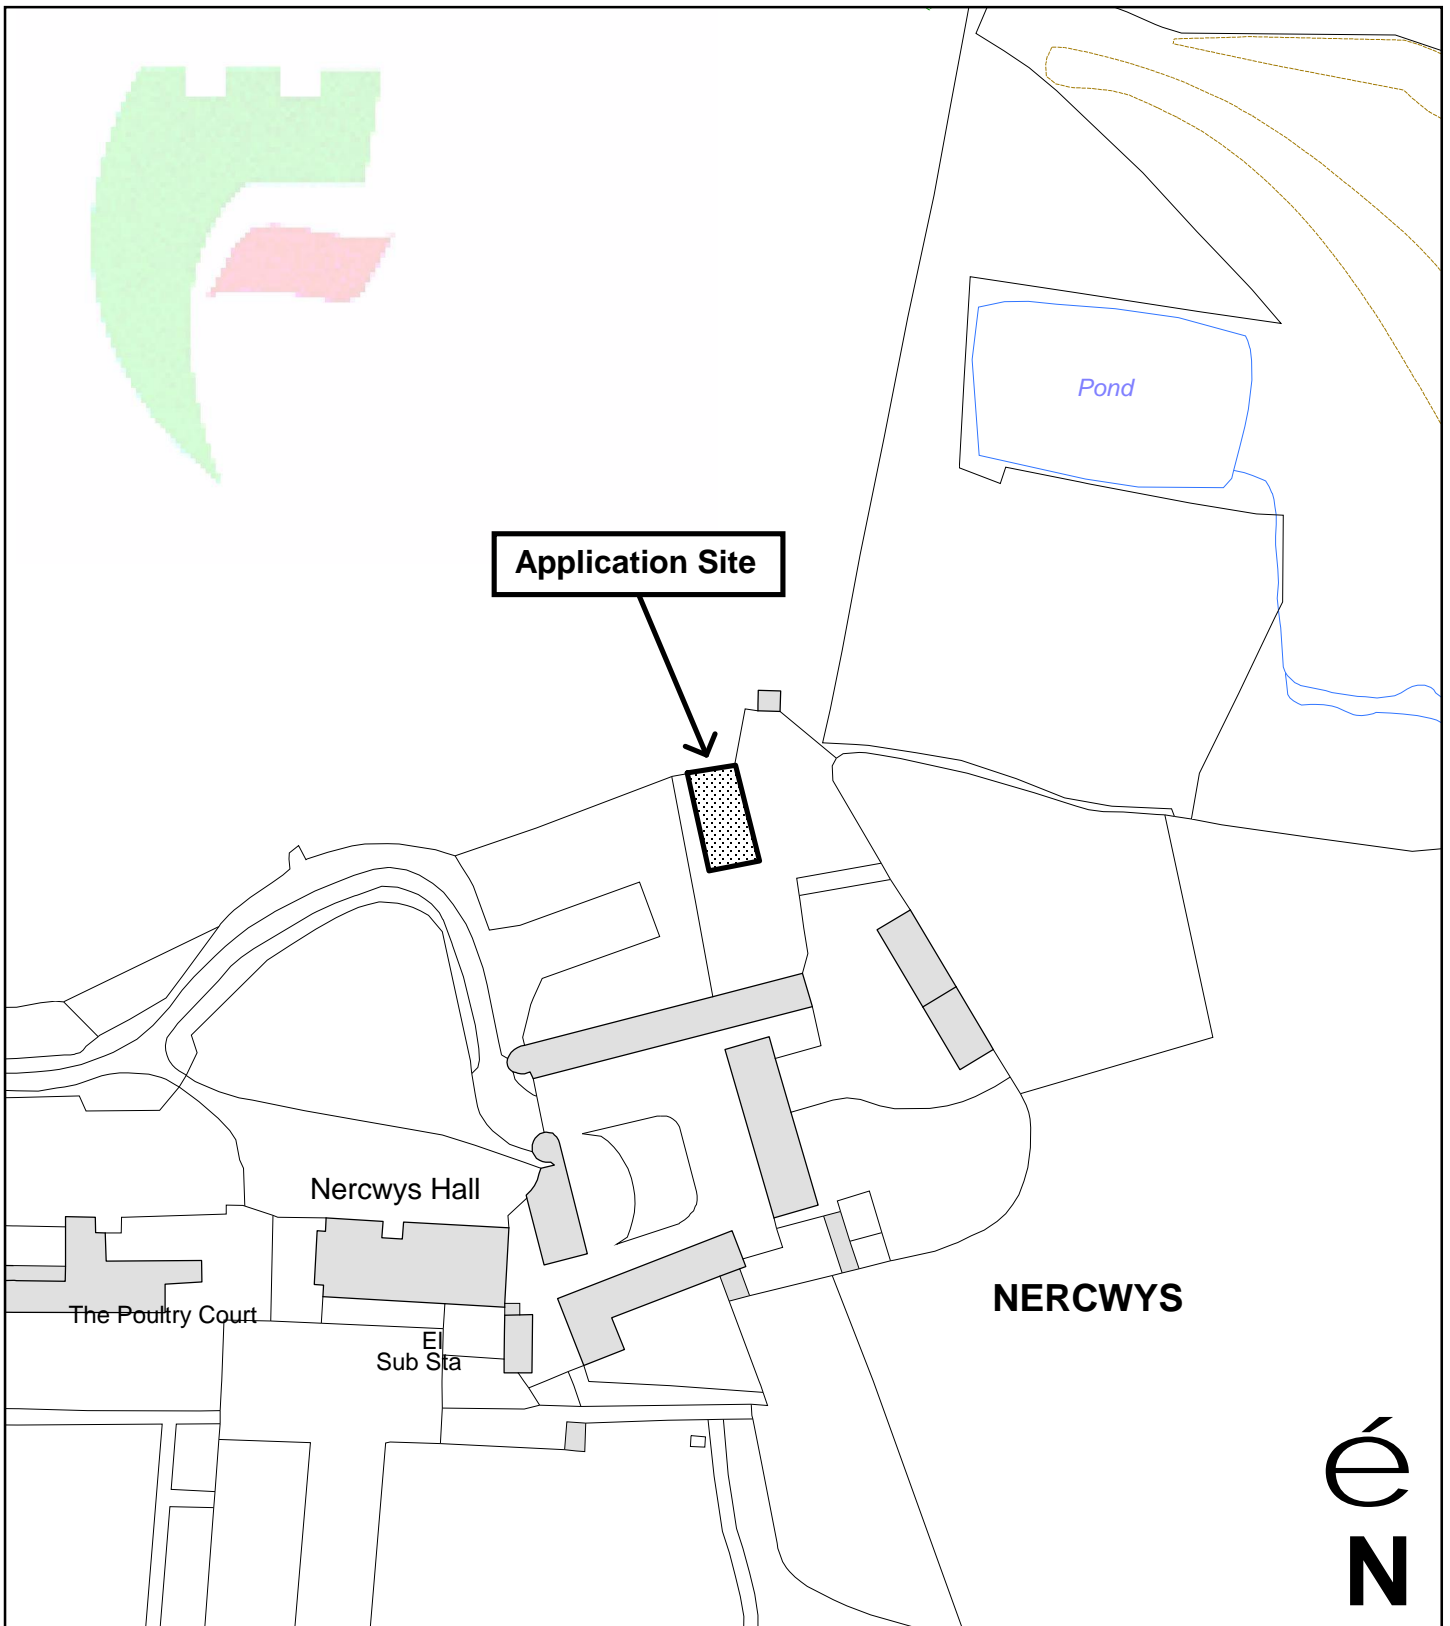 Pond
Application Site
Nercwys Hall
The Poultry Court
El
Sub Sta
NERCWYS
é
N